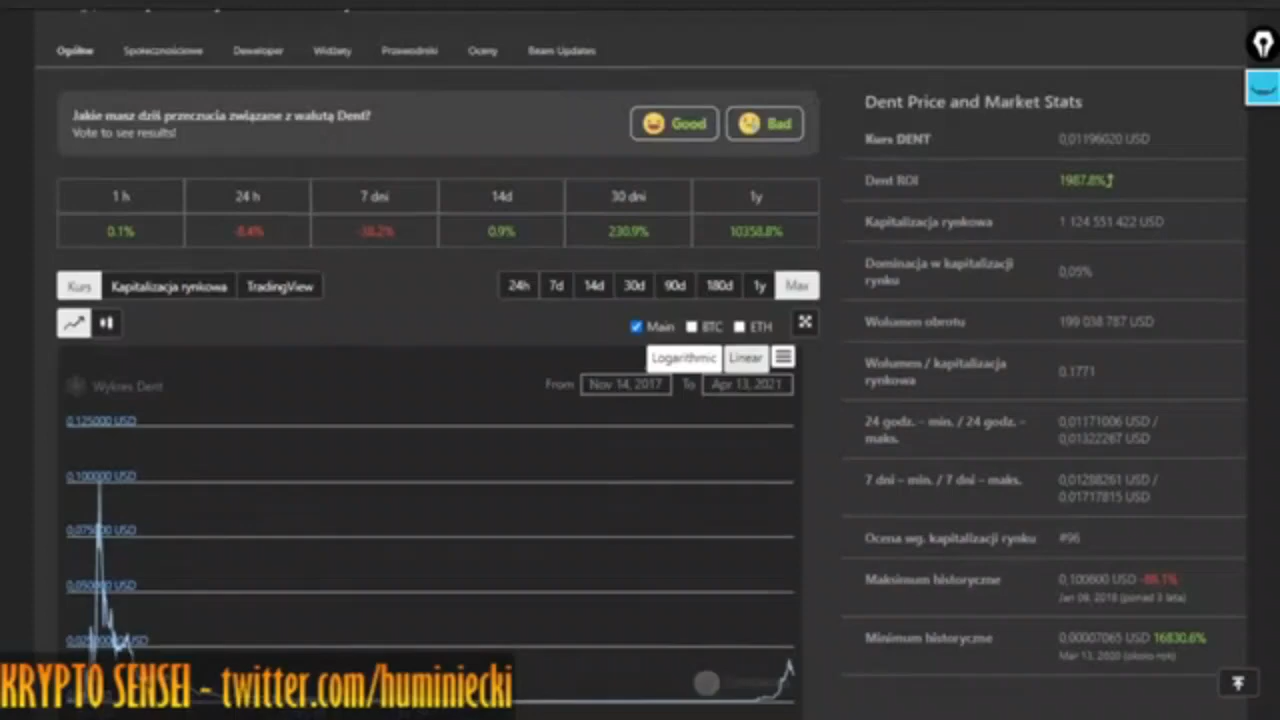 Ogólne Społecznościowe Deweloper Widżety Przewodniki Oceny Beam Updates
Jakie masz dziś przeczucia związane z walutą Dent?
Vote to see results!
Good Bad
1 h 24 h 7 dni 14d 30 dni 1y
0.1% -8.4% -38.2% 0.9% 230.9% 10358.8%
Kurs Kapitalizacja rynkowa TradingView
24h 7d 14d 30d 90d 180d 1y Max
Main BTC ETH
Logarithmic Linear
Wykres Dent
From Nov 14, 2017 To Apr 13, 2021
0,125000 USD
0,100000 USD
0,075000 USD
0,050000 USD
Dent Price and Market Stats
Kurs DENT 0,01196020 USD
Dent ROI 1987.8%
Kapitalizacja rynkowa 1 124 551 422 USD
Dominacja w kapitalizacji
rynku
0,05%
Wolumen obrotu 199 038 787 USD
Wolumen / kapitalizacja
rynkowa
0.1771
24 godz. – min. / 24 godz. –
maks.
0,01171006 USD /
0,01322267 USD
7 dni – min. / 7 dni – maks.
0,01288261 USD /
0,01717815 USD
Ocena wg. kapitalizacji rynku #96
Maksimum historyczne 0,100600 USD -88.1%
Jan 09, 2018 (ponad 3 lata)
Minimum historyczne 0,00007065 USD 16830.6%
Mar 13, 2020 (około rok)
KRYPTO SENSEI - twitter.com/huminiecki